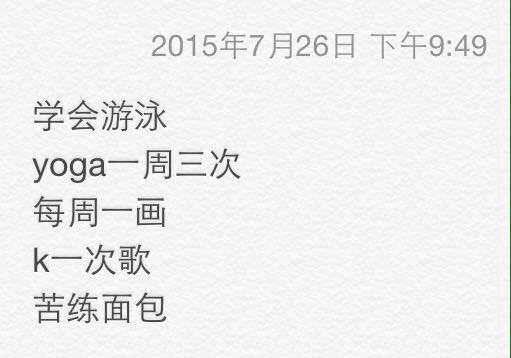 2015年7月26日 下午9:49
学会游泳
yoga一周三次
每周一画
k一次歌
苦练面包